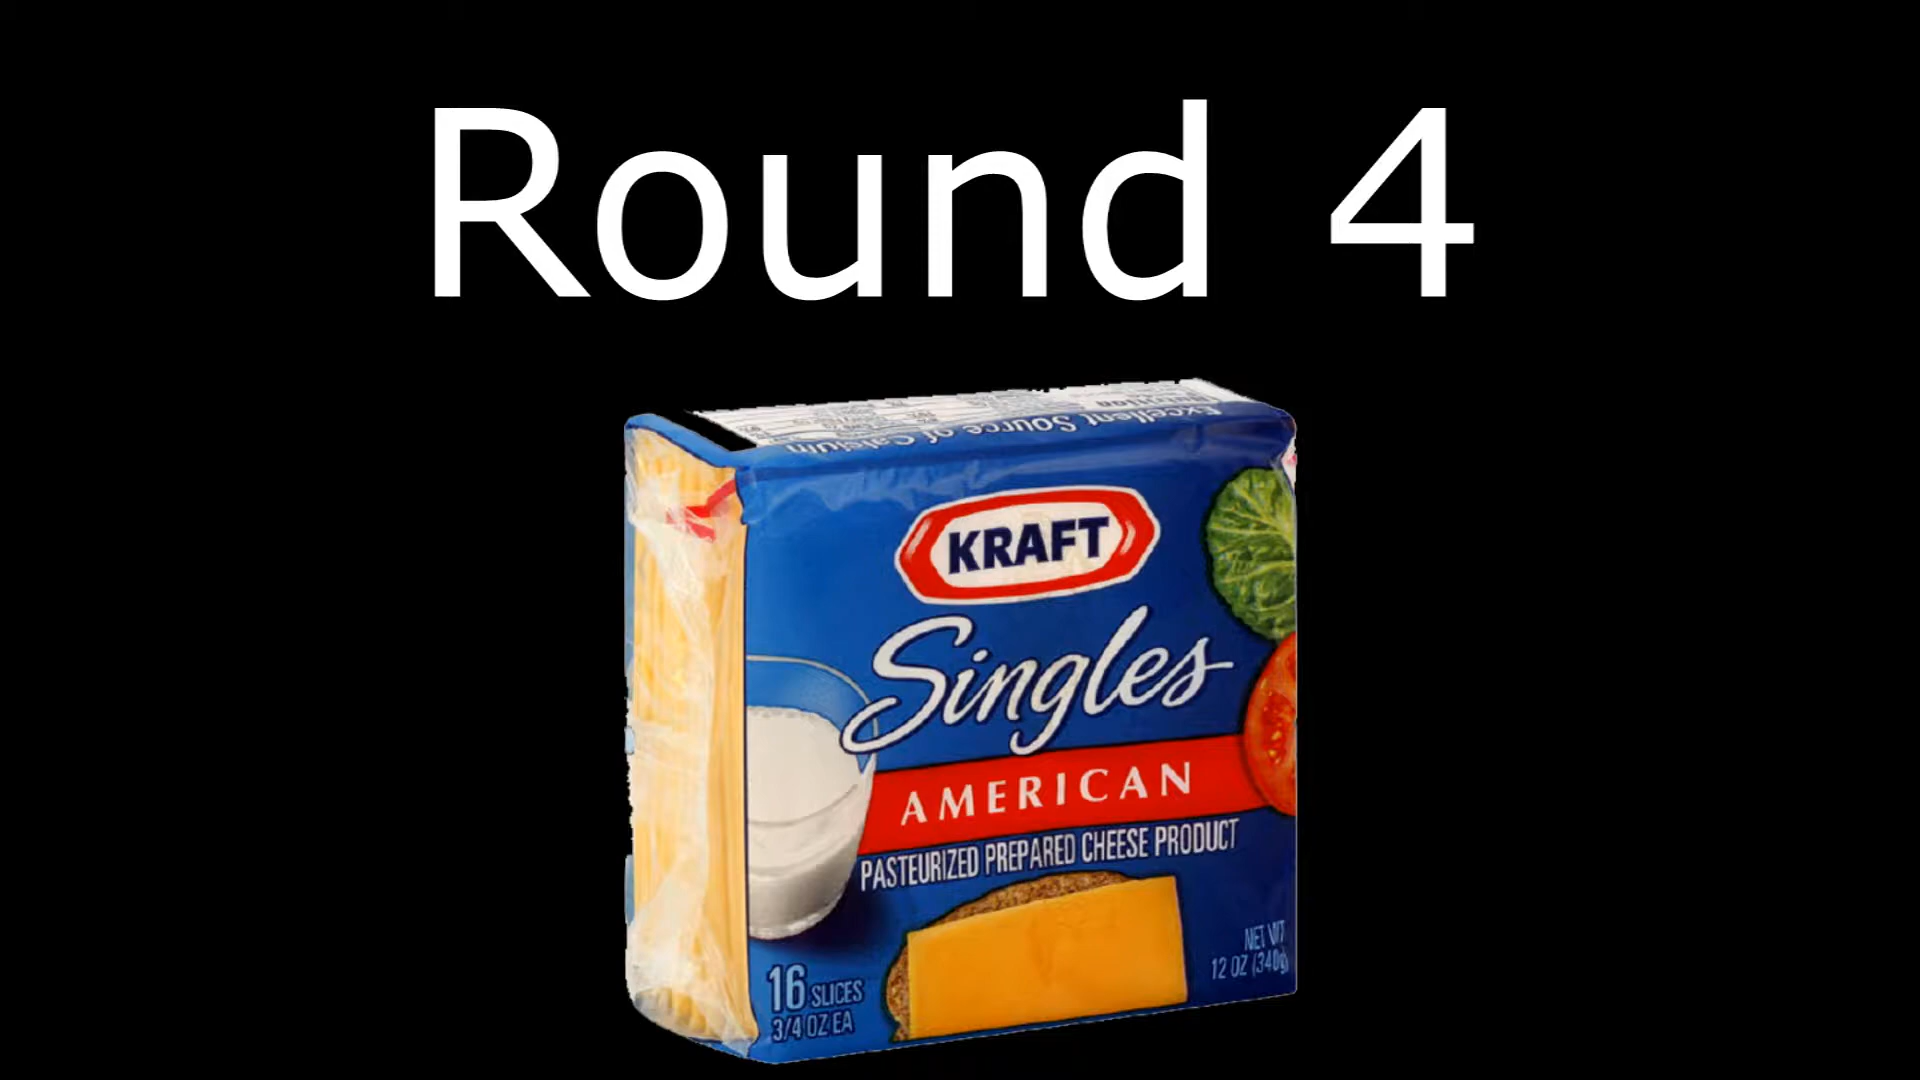 Round 4
Excellent Source of Calcium
KRAFT
Singles
AMERICAN
PASTEURIZED PREPARED CHEESE PRODUCT
NET WT
12 OZ (340g)
16 SLICES
3/4 OZ EA